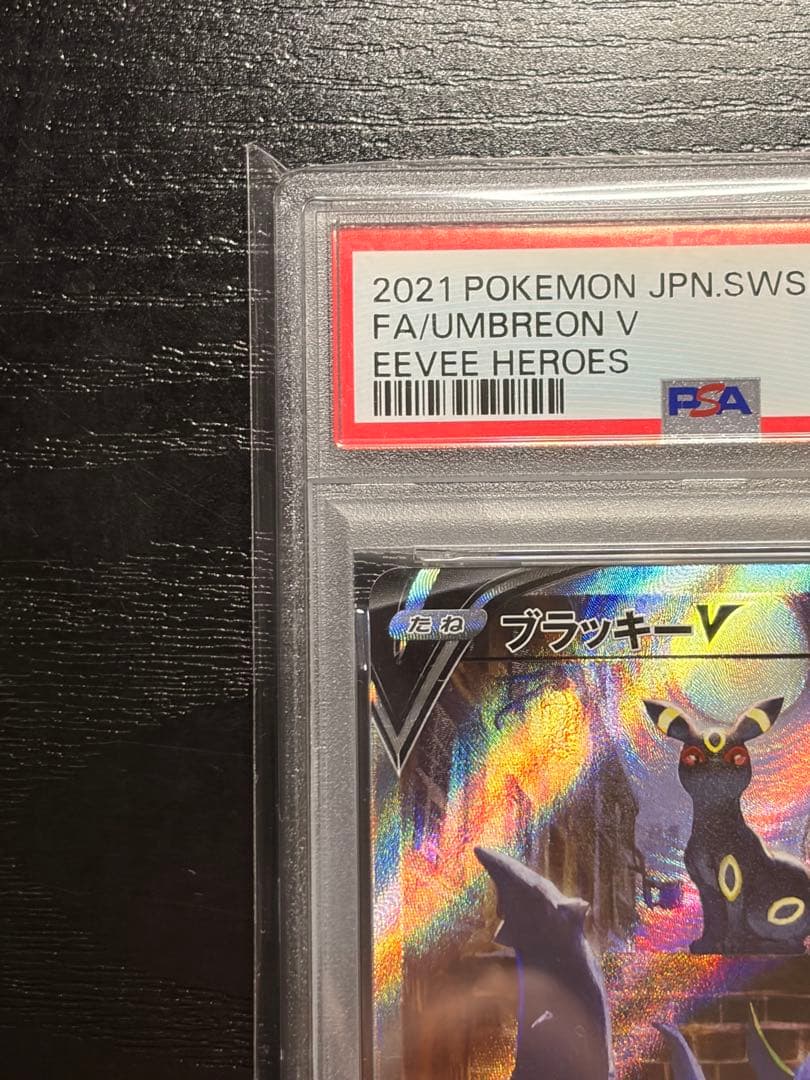 2021 POKEMON JPN.SWS
FA/UMBREON V
EEVEE HEROES
PSA
たね ブラッキーV